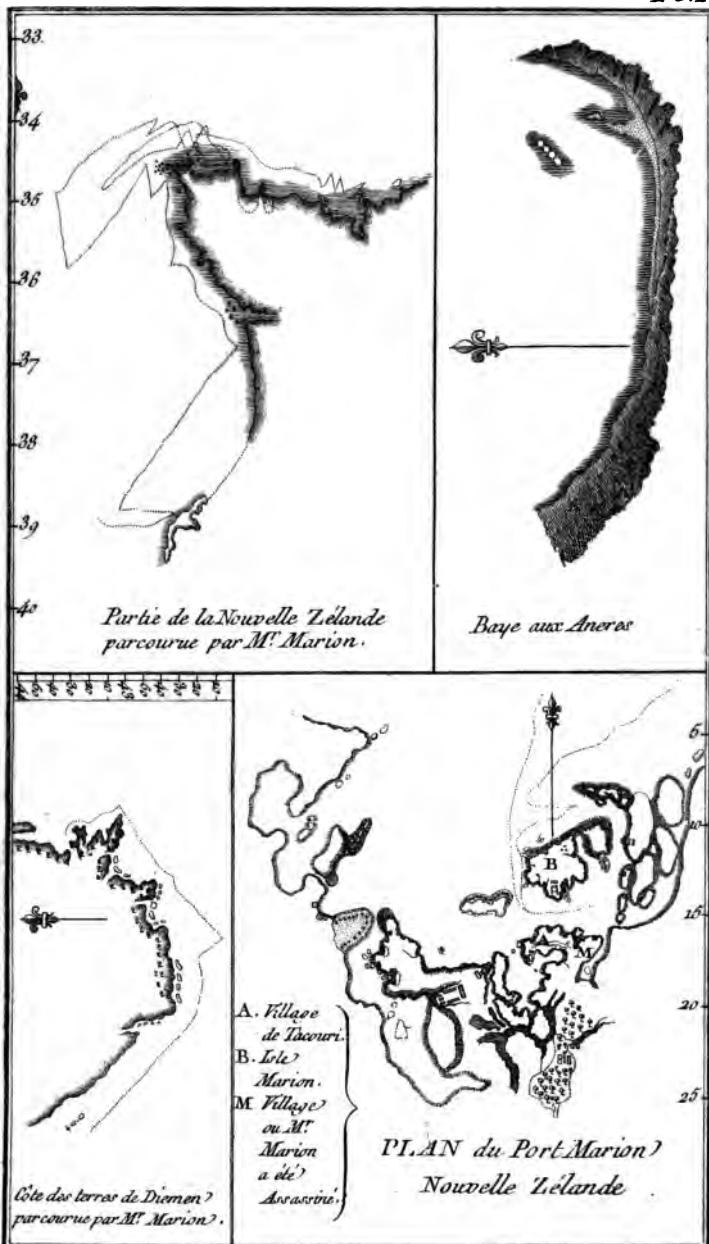 33.
34
35
36
37
38
39
40
Partie de la Nouvelle Zélande
parcourue par Mr. Marion.
Baye aux Ancres
5
10
15
20
25
B
A
M
A. Village
de Tacouri.
B. Isle
Marion.
M Village
ou Mr.
Marion
a été
Assassiné.
PLAN du Port Marion
Nouvelle Zélande
Côte des terres de Diemen
parcourue par Mr. Marion.